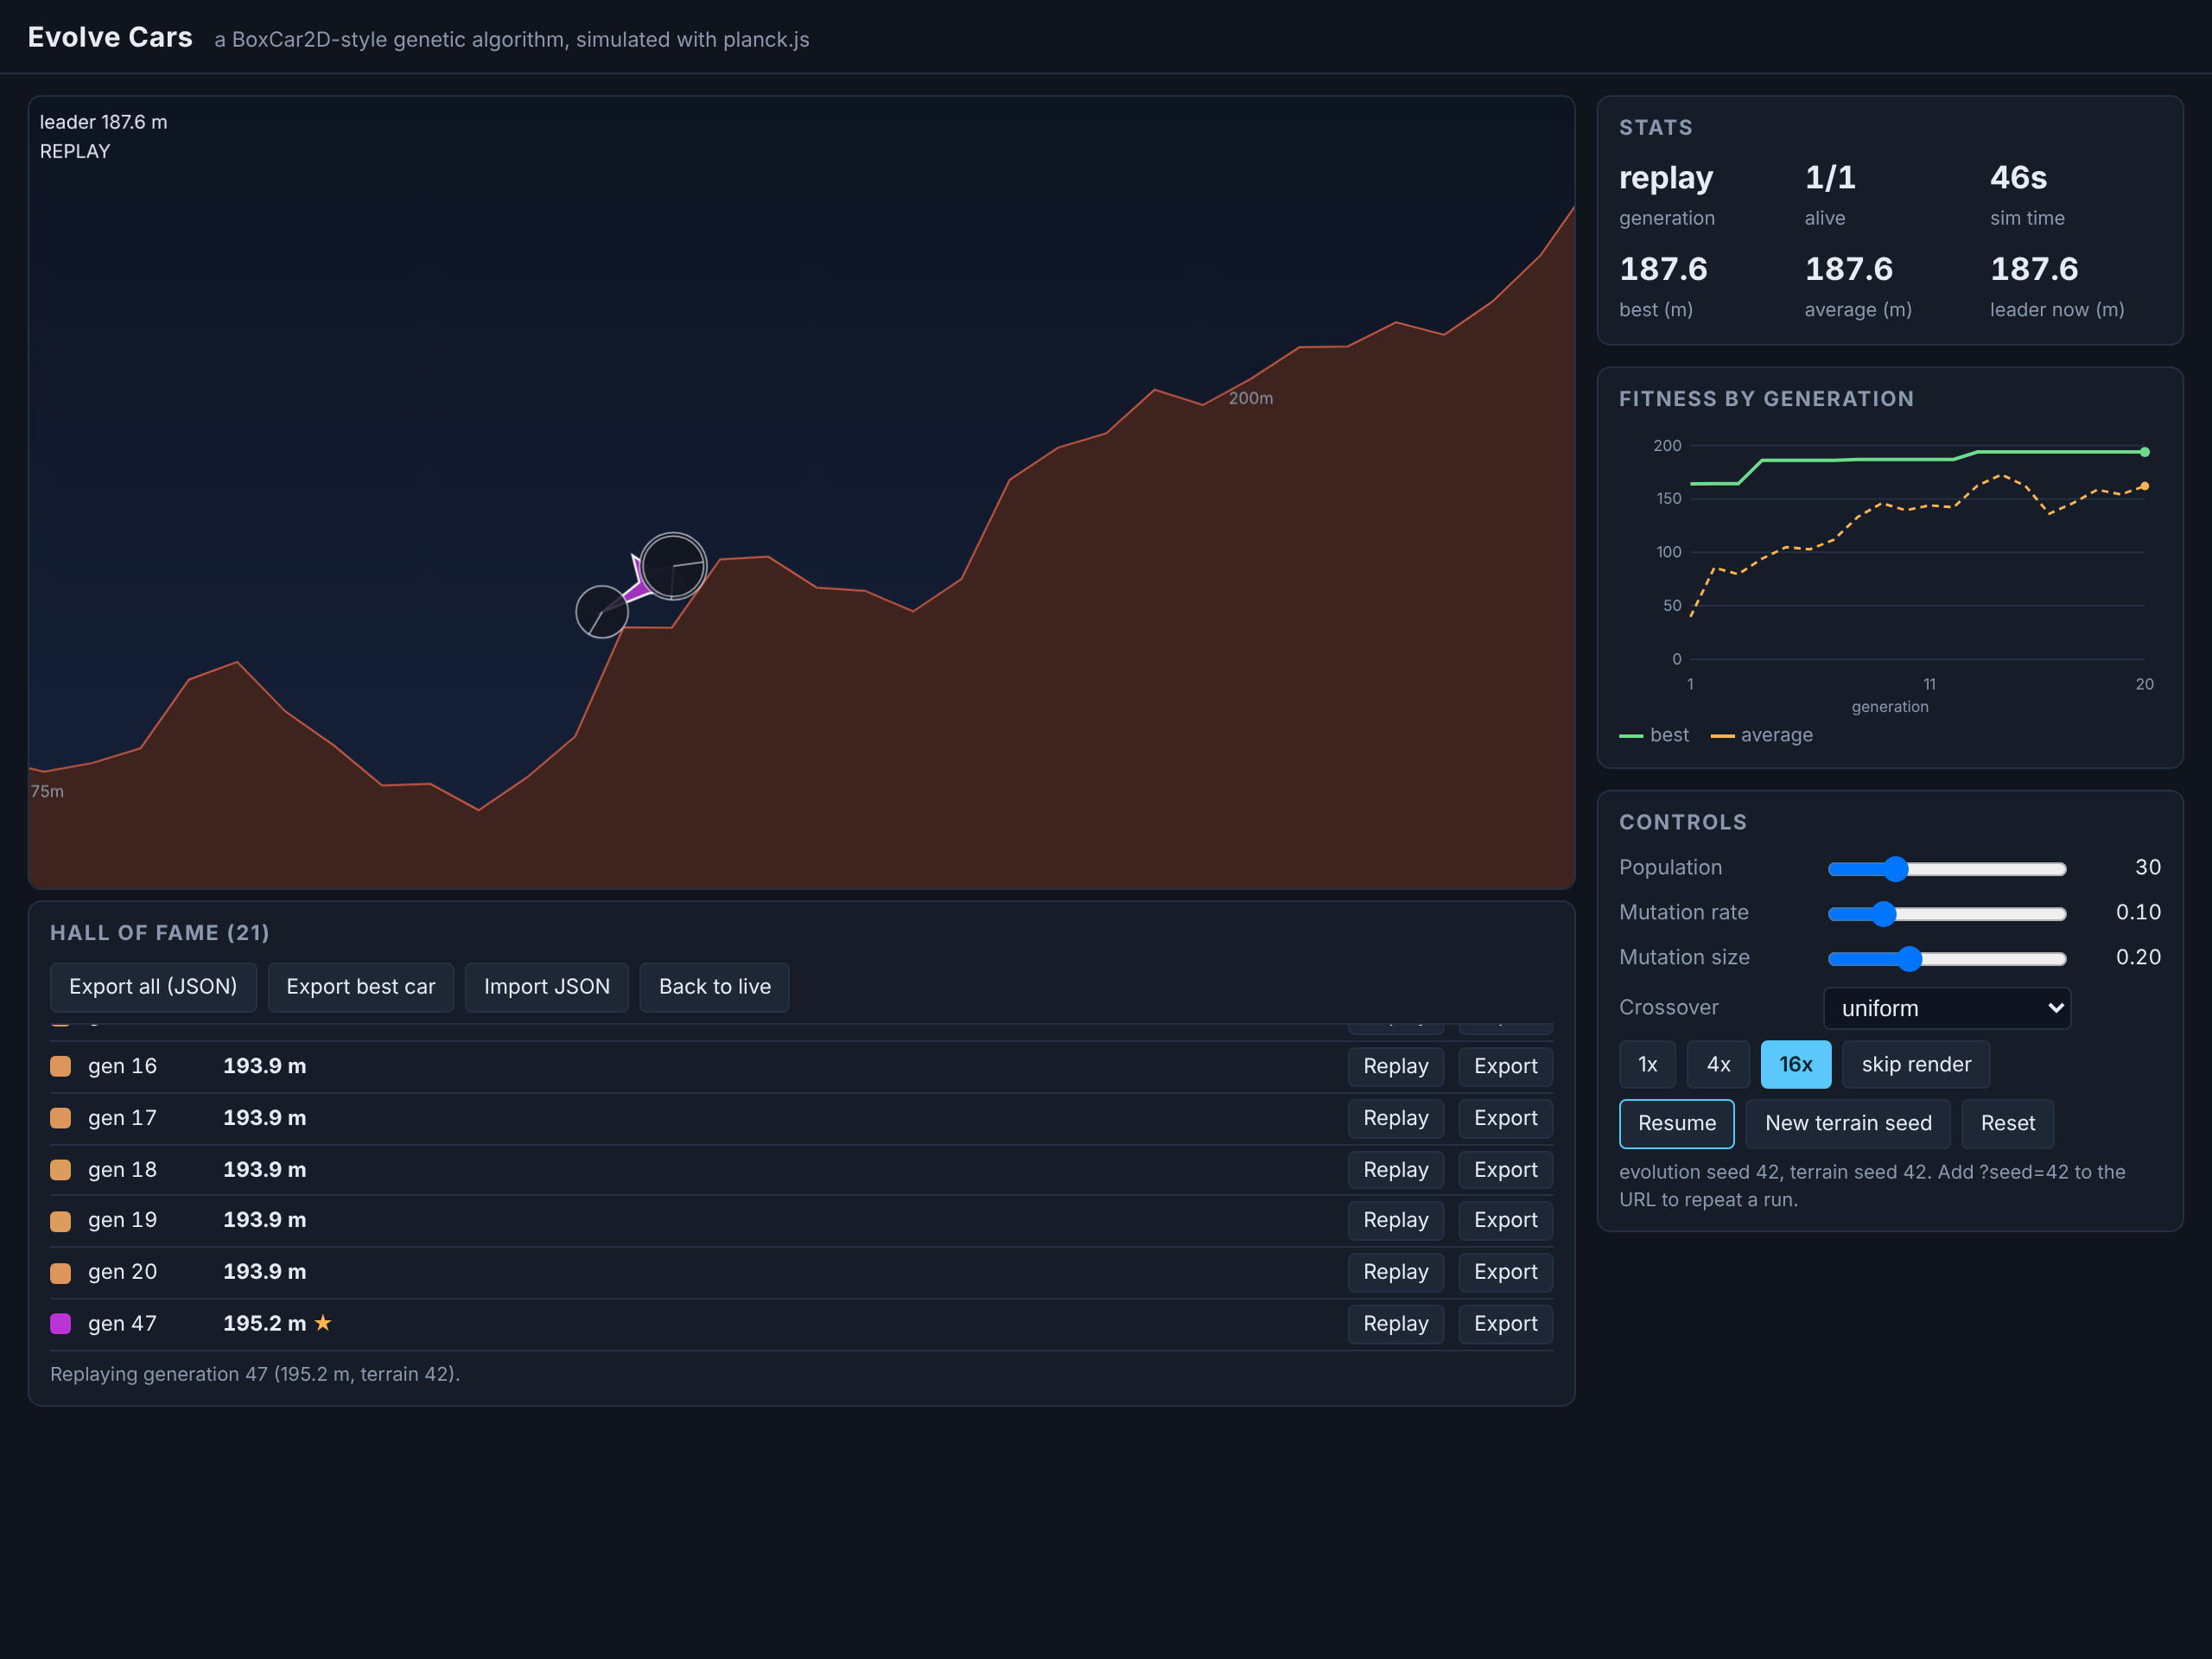 Evolve Cars a BoxCar2D-style genetic algorithm, simulated with planck.js
leader 187.6 m
REPLAY
200m
75m
STATS
replay 1/1 46s
generation alive sim time
187.6 187.6 187.6
best (m) average (m) leader now (m)
FITNESS BY GENERATION
200
150
100
50
0
1 11 20
generation
best average
CONTROLS
Population 30
Mutation rate 0.10
Mutation size 0.20
Crossover uniform
1x 4x 16x skip render
Resume New terrain seed Reset
evolution seed 42, terrain seed 42. Add ?seed=42 to the
URL to repeat a run.
HALL OF FAME (21)
Export all (JSON) Export best car Import JSON Back to live
gen 16 193.9 m Replay Export
gen 17 193.9 m Replay Export
gen 18 193.9 m Replay Export
gen 19 193.9 m Replay Export
gen 20 193.9 m Replay Export
gen 47 195.2 m ★ Replay Export
Replaying generation 47 (195.2 m, terrain 42).